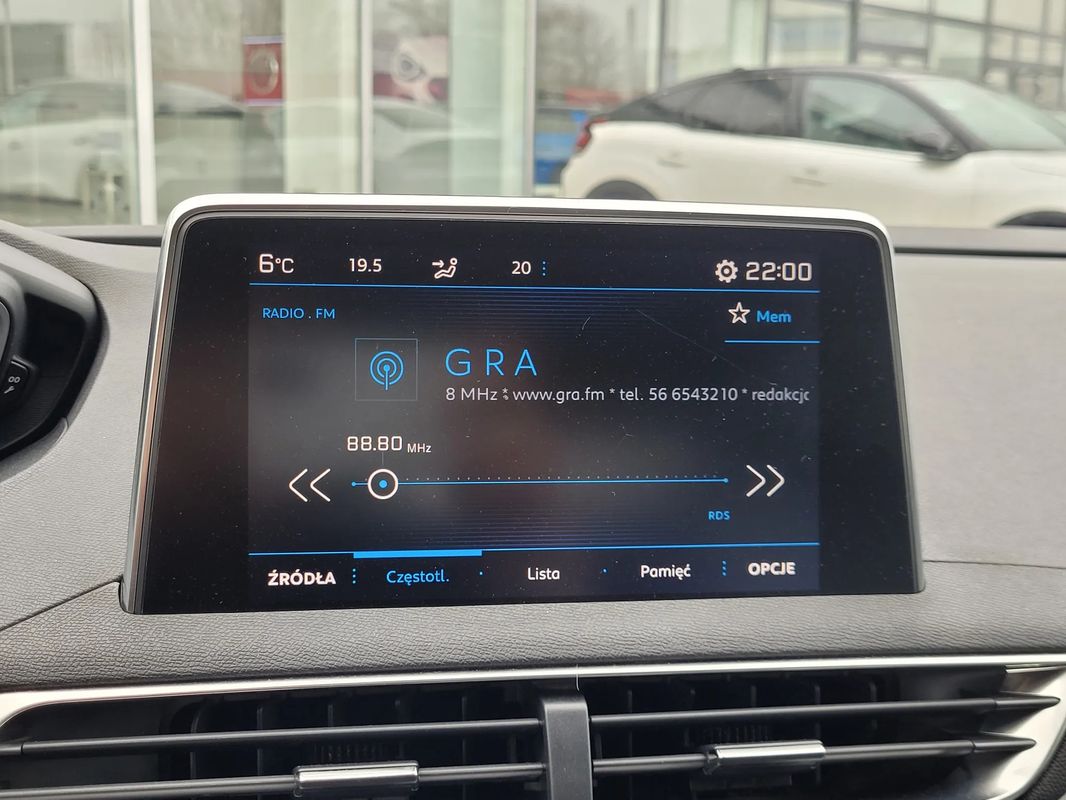 6°C 19.5 20 22:00
RADIO . FM
Mem
GRA
8 MHz * www.gra.fm * tel. 56 6543210 * redakcjc
88.80 MHz
RDS
ŹRÓDŁA Częstotl. Lista Pamięć OPCJE